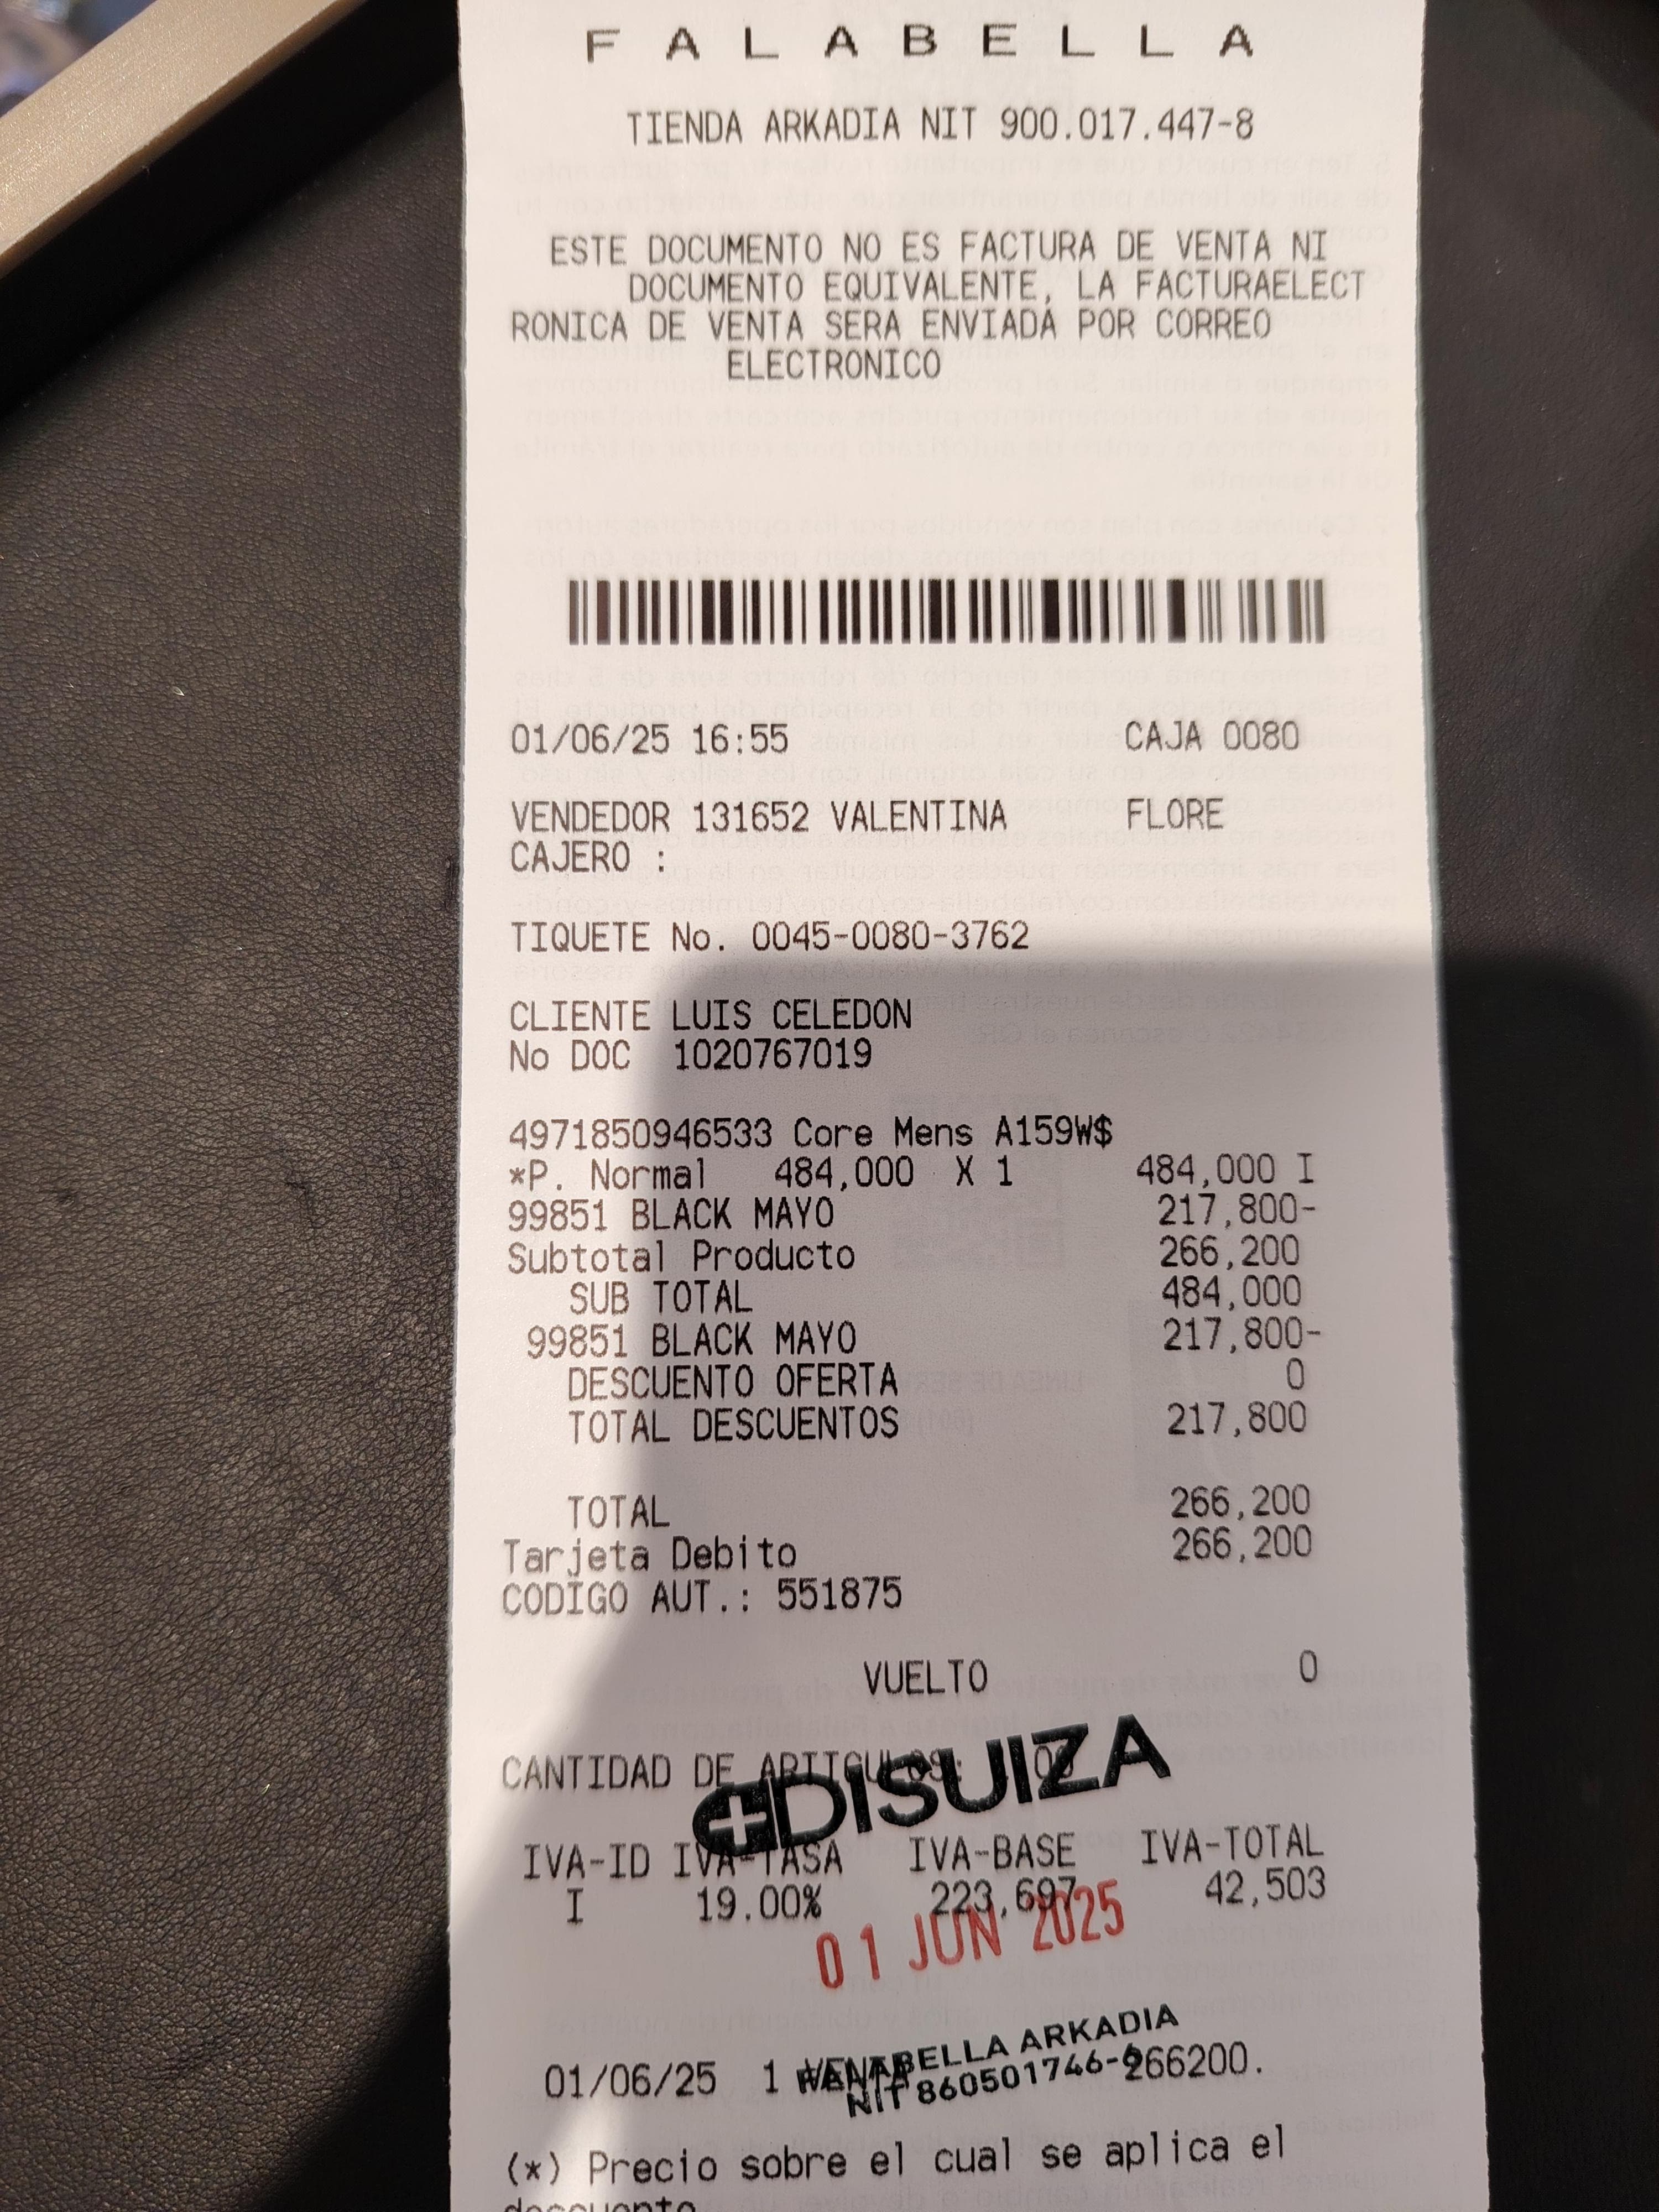 FALABELLA
TIENDA ARKADIA NIT 900.017.447-8
ESTE DOCUMENTO NO ES FACTURA DE VENTA NI
DOCUMENTO EQUIVALENTE, LA FACTURAELECT
RONICA DE VENTA SERA ENVIADA POR CORREO
ELECTRONICO
01/06/25 16:55 CAJA 0080
VENDEDOR 131652 VALENTINA FLORE
CAJERO :
TIQUETE No. 0045-0080-3762
CLIENTE LUIS CELEDON
No DOC 1020767019
4971850946533 Core Mens A159W$
*P. Normal 484,000 X 1 484,000 I
99851 BLACK MAYO 217,800-
Subtotal Producto 266,200
SUB TOTAL 484,000
99851 BLACK MAYO 217,800-
DESCUENTO OFERTA 0
TOTAL DESCUENTOS 217,800
TOTAL 266,200
Tarjeta Debito 266,200
CODIGO AUT.: 551875
VUELTO 0
CANTIDAD DE ARTICULOS:
DISUIZA
IVA-ID IVA-TASA IVA-BASE IVA-TOTAL
I 19.00% 223,697 42,503
01 JUN 2025
FALABELLA ARKADIA
01/06/25 1 VENTA 266200.
NIT 860501746-
(*) Precio sobre el cual se aplica el
descuento